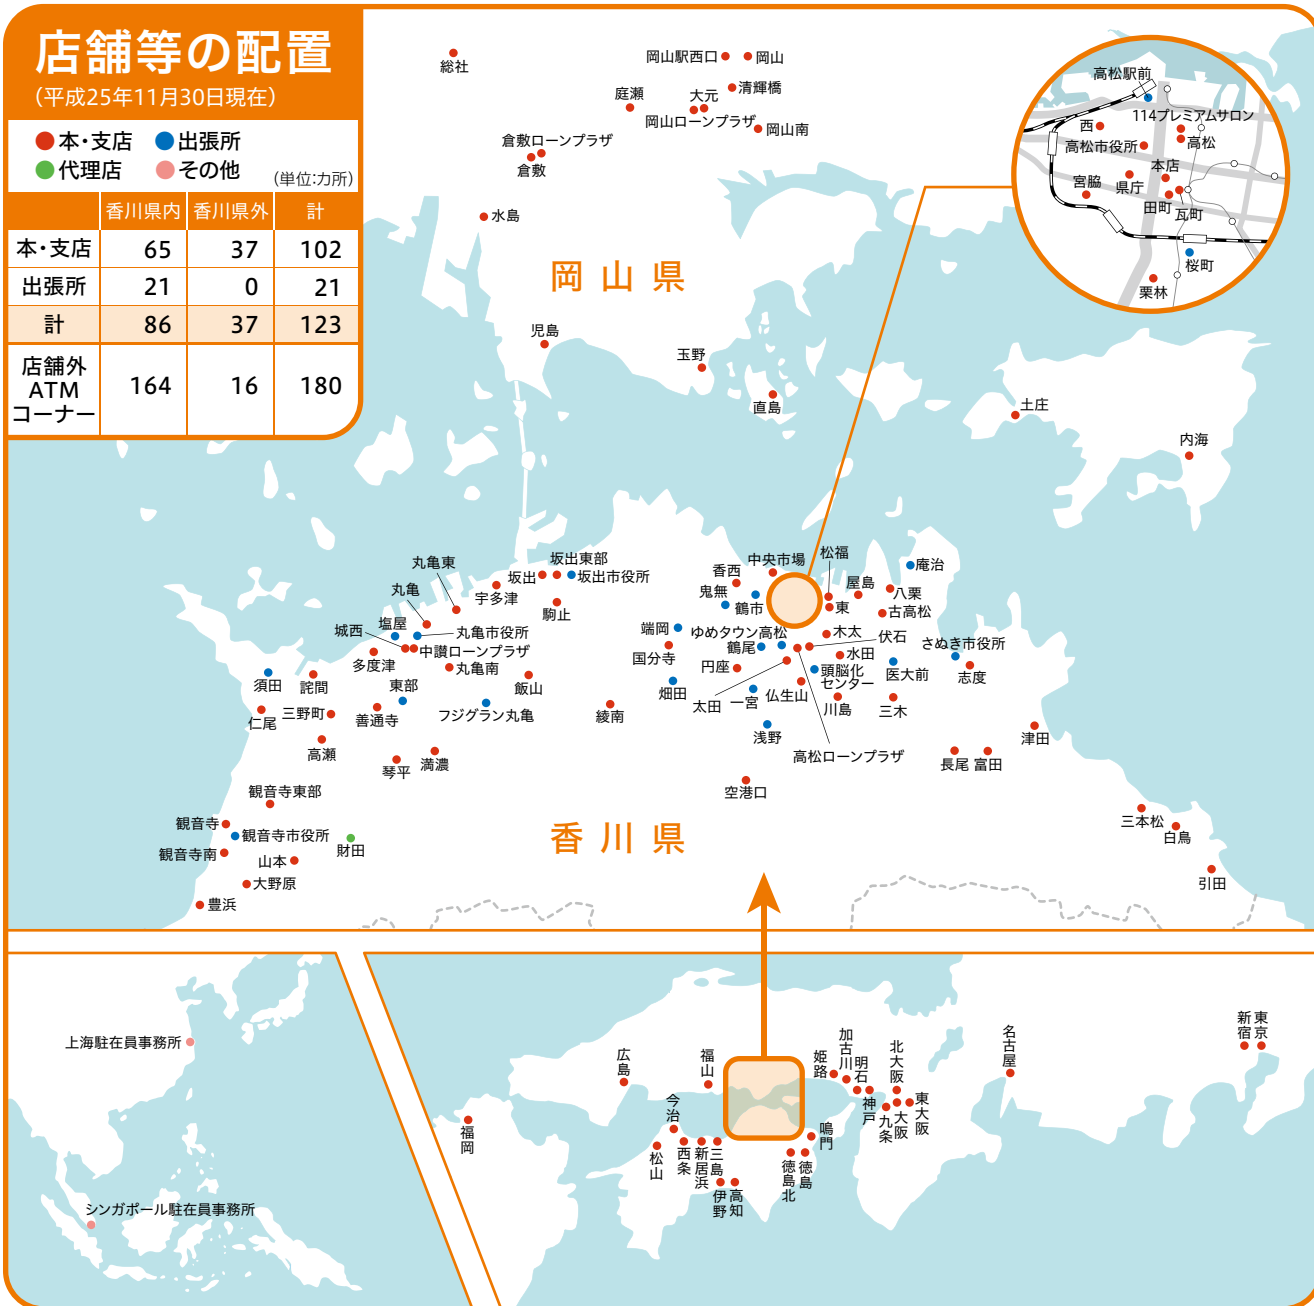 店舗等の配置
（平成25年11月30日現在）
本・支店 出張所
代理店 その他
(単位:カ所)
香川県内 香川県外 計
本・支店 65 37 102
出張所 21 0 21
計 86 37 123
店舗外
ATM
コーナー
164 16 180
総社
岡山駅西口 岡山
清輝橋
庭瀬
大元
岡山ローンプラザ
岡山南
倉敷ローンプラザ
倉敷
水島
岡山県
児島
玉野
直島
土庄
内海
高松駅前
114プレミアムサロン
西
高松
高松市役所
本店
県庁
宮脇
田町
瓦町
桜町
栗林
丸亀東
坂出東部
坂出
坂出市役所
丸亀
宇多津
駒止
塩屋
城西
丸亀市役所
中讃ローンプラザ
多度津
丸亀南
須田
詫間
東部
飯山
仁尾
三野町
善通寺
フジグラン丸亀
綾南
高瀬
琴平
満濃
観音寺東部
観音寺
観音寺市役所
財田
観音寺南
山本
大野原
豊浜
中央市場
松福
香西
鬼無
鶴市
屋島
東
八栗
庵治
古高松
端岡
ゆめタウン高松
木太
伏石
さぬき市役所
国分寺
鶴尾
水田
円座
頭脳化
センター
医大前
志度
畑田
一宮
仏生山
太田
川島
三木
浅野
高松ローンプラザ
津田
長尾
富田
空港口
三本松
白鳥
引田
香川県
上海駐在員事務所
シンガポール駐在員事務所
福岡
広島
福山
今治
松山
西条
新居浜
三島
伊野
高知
徳島北
徳島
鳴門
姫路
加古川
明石
神戸
九条
北大阪
大阪
東大阪
名古屋
新宿
東京